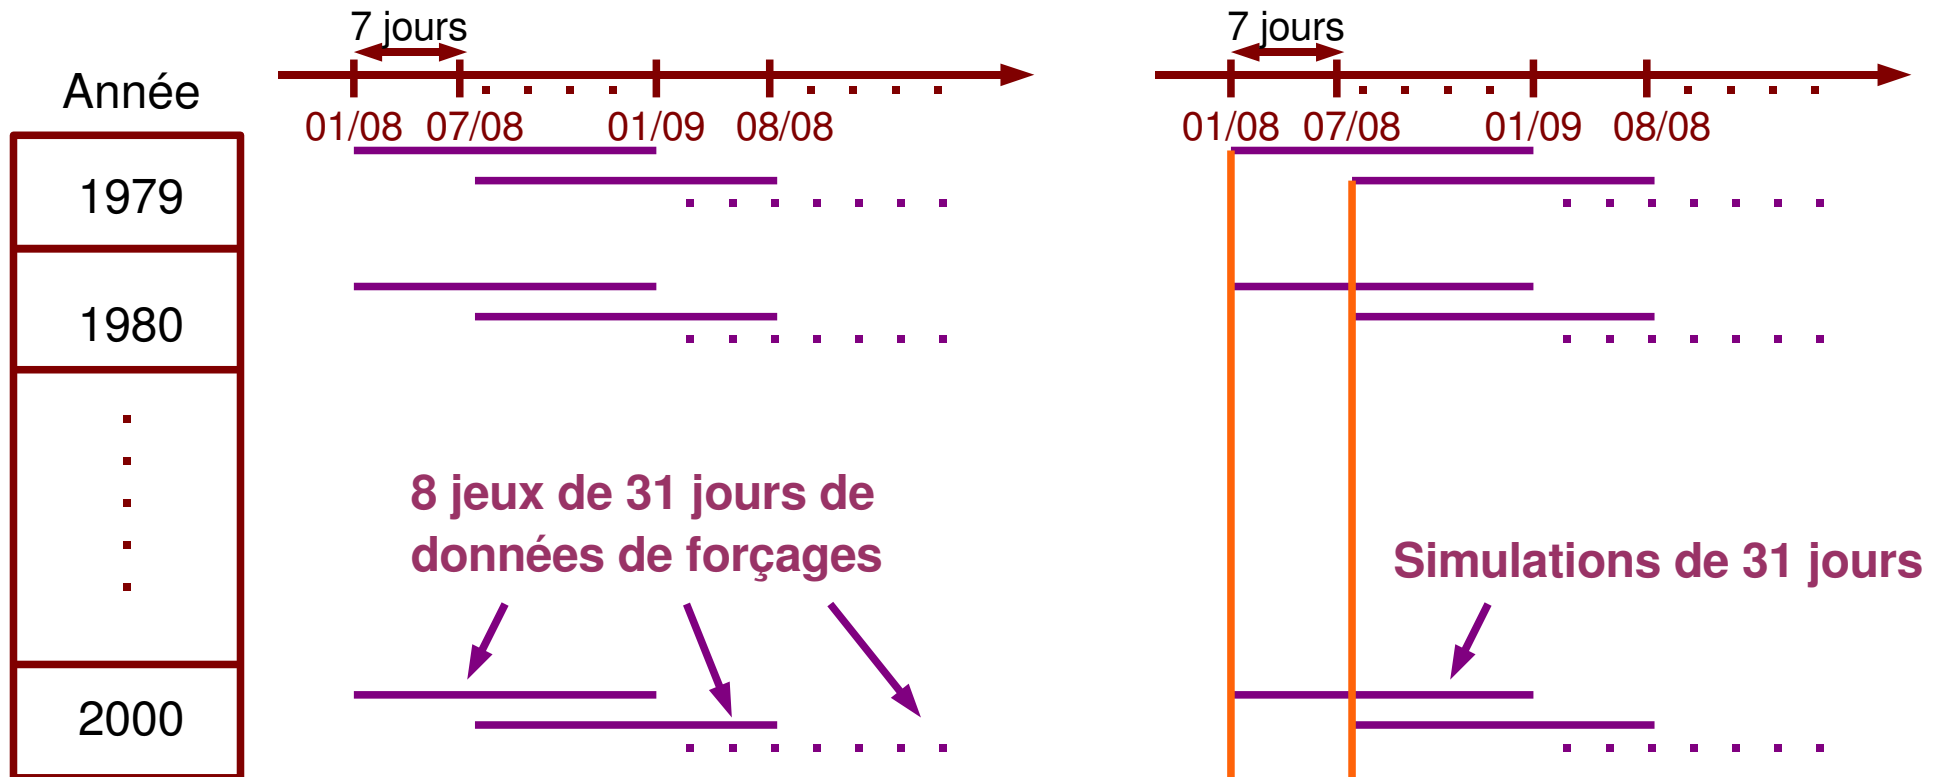 7 jours
7 jours
Année
01/08 07/08 01/09 08/08
01/08 07/08 01/09 08/08
1979
1980
8 jeux de 31 jours de
données de forçages
Simulations de 31 jours
2000